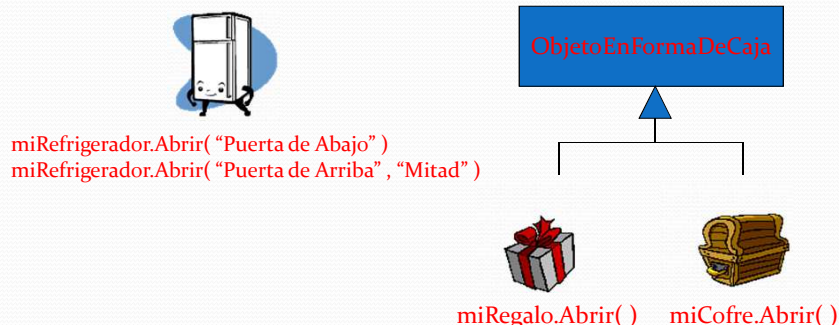 ObjetoEnFormaDeCaja
miRefrigerador.Abrir( “Puerta de Abajo” )
miRefrigerador.Abrir( “Puerta de Arriba” , “Mitad” )
miRegalo.Abrir( )
miCofre.Abrir( )